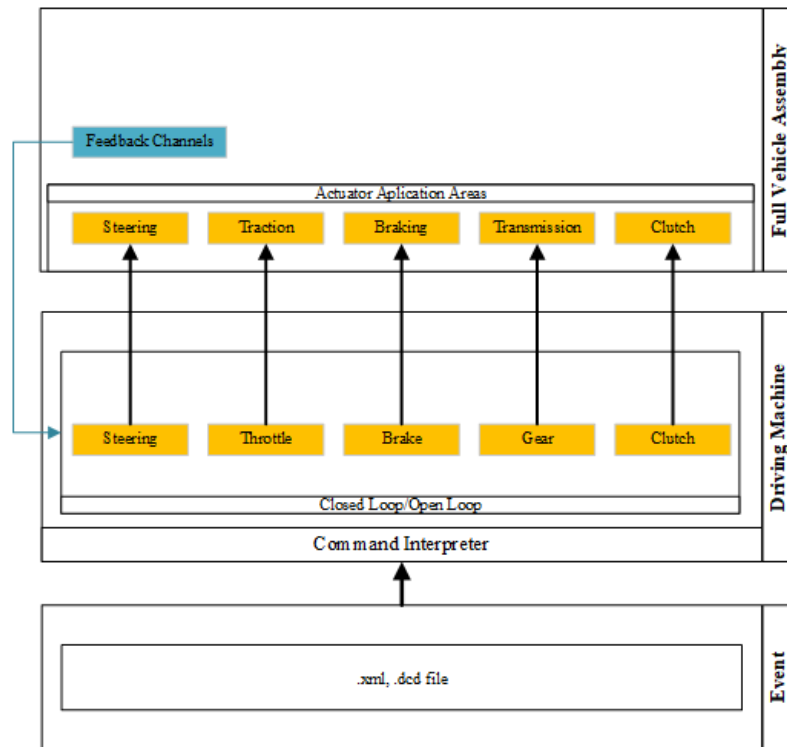 Full Vehicle Assembly
Feedback Channels
Actuator Aplication Areas
Steering
Traction
Braking
Transmission
Clutch
Driving Machine
Steering
Throttle
Brake
Gear
Clutch
Closed Loop/Open Loop
Command Interpreter
Event
.xml, .dcd file